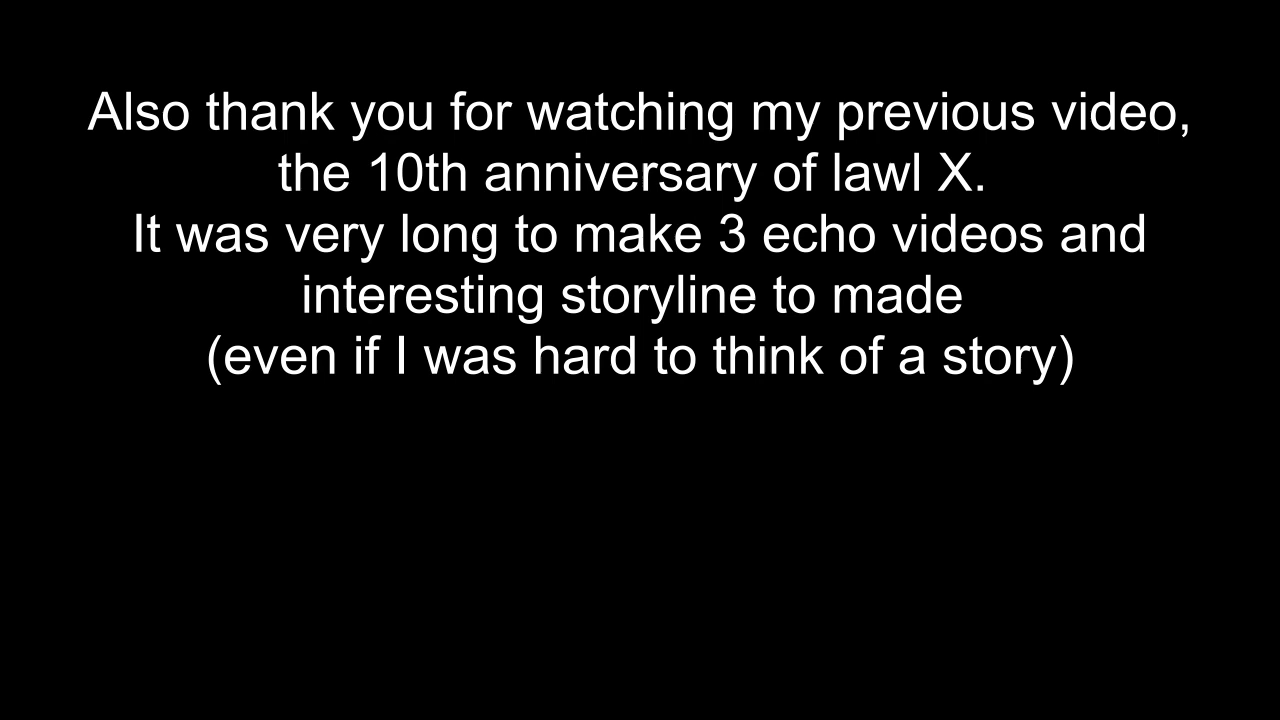 Also thank you for watching my previous video,
the 10th anniversary of lawl X.
It was very long to make 3 echo videos and
interesting storyline to made
(even if I was hard to think of a story)